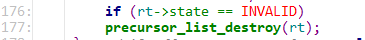 176: if (rt->state == INVALID)
177: precursor_list_destroy(rt);